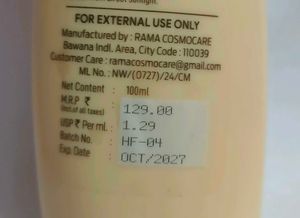 FOR EXTERNAL USE ONLY
Manufactured by : RAMA COSMOCARE
Bawana Indl. Area, City Code : 110039
Customer Care : ramacosmocare@gmail.com
ML No.: NW/(0727)/24/CM
Net Content : 100ml
M.R.P ₹ : 129.00
(Incl. of all taxes)
USP ₹ Per ml. : 1.29
Batch No. : HF-04
Exp. Date : OCT/2027